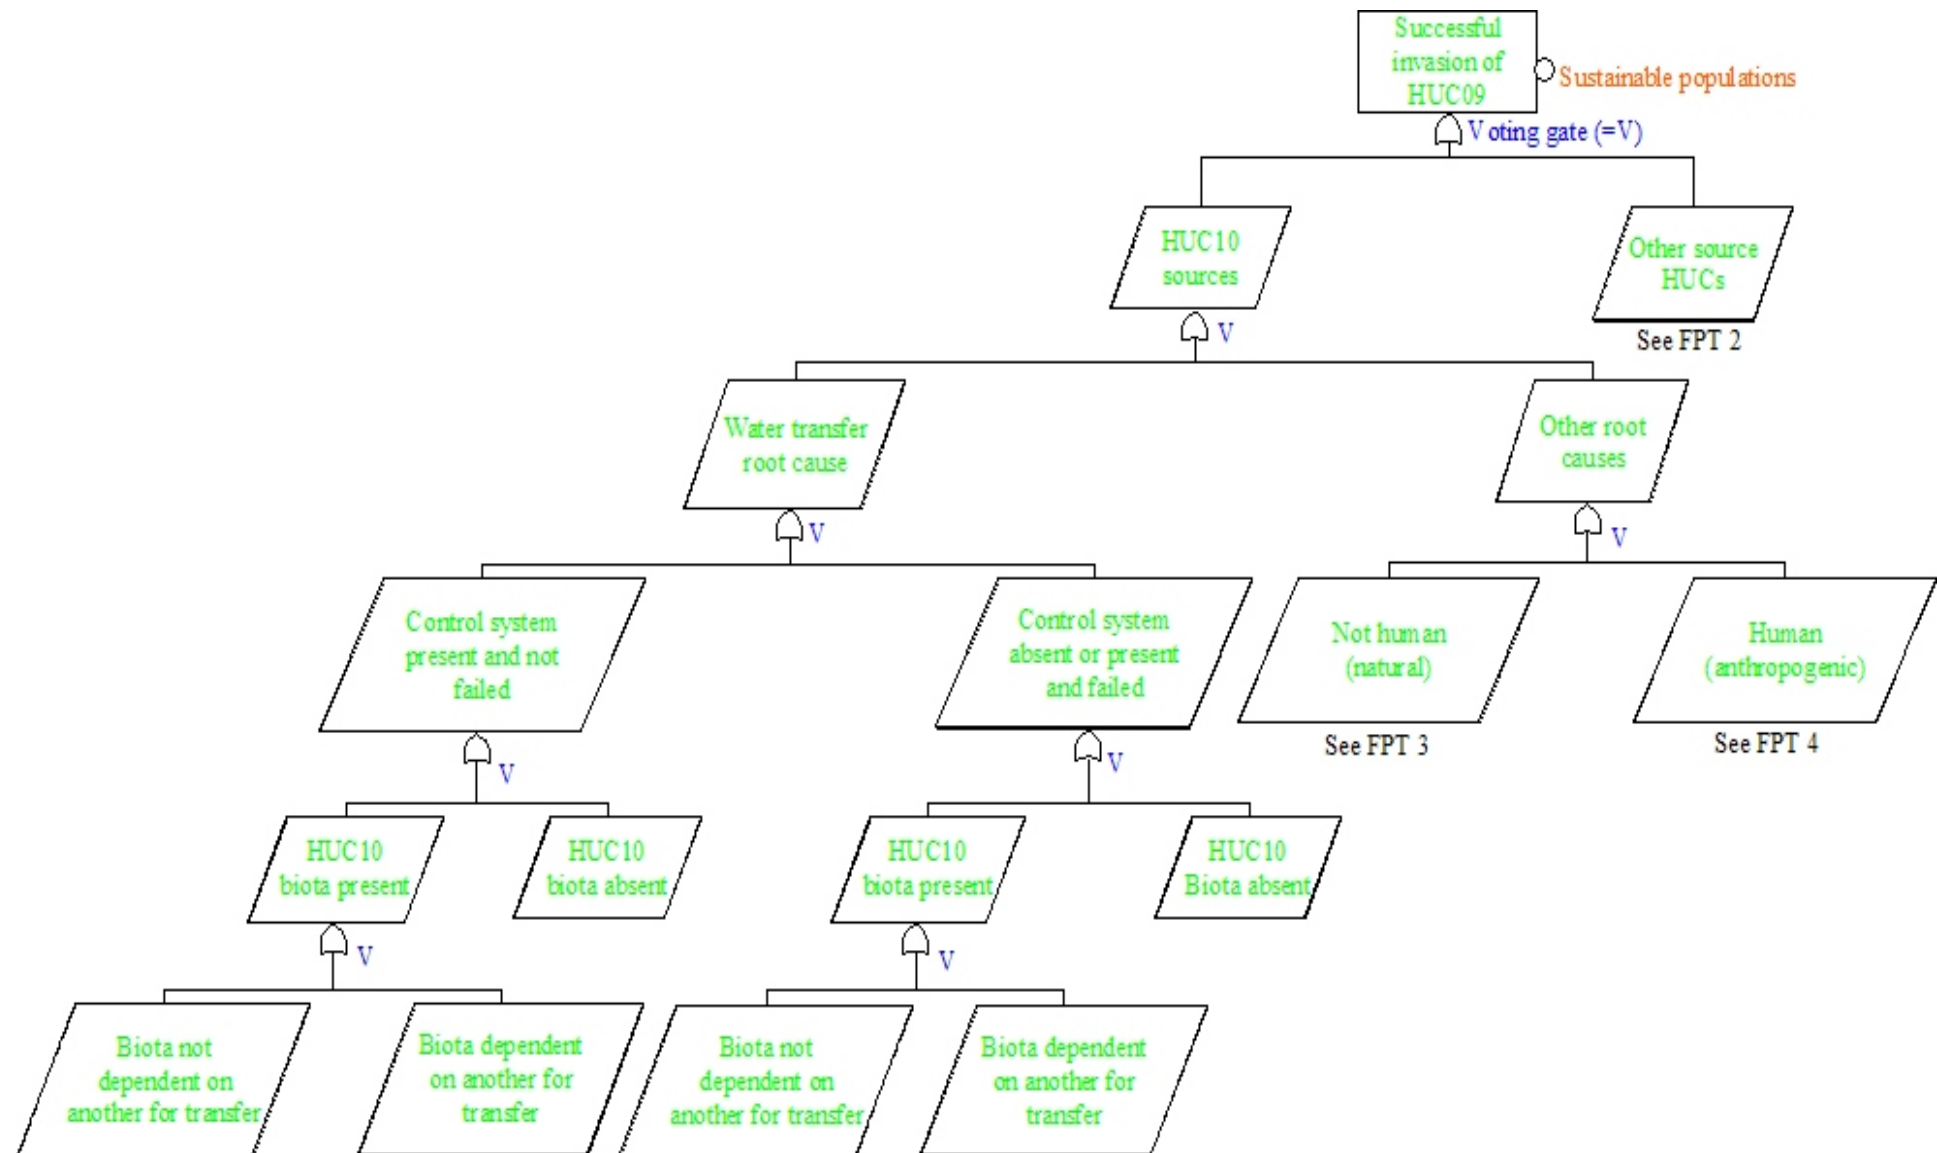 Successful
invasion of
HUC09
Sustainable populations
Voting gate (=V)
HUC10
sources
Other source
HUCs
See FPT 2
V
Water transfer
root cause
Other root
causes
V
V
Control system
present and not
failed
Control system
absent or present
and failed
Not human
(natural)
Human
(anthropogenic)
See FPT 3
See FPT 4
V
V
HUC10
biota present
HUC10
biota absent
HUC10
biota present
HUC10
Biota absent
V
V
Biota not
dependent on
another for transfer
Biota dependent
on another for
transfer
Biota not
dependent on
another for transfer
Biota dependent
on another for
transfer